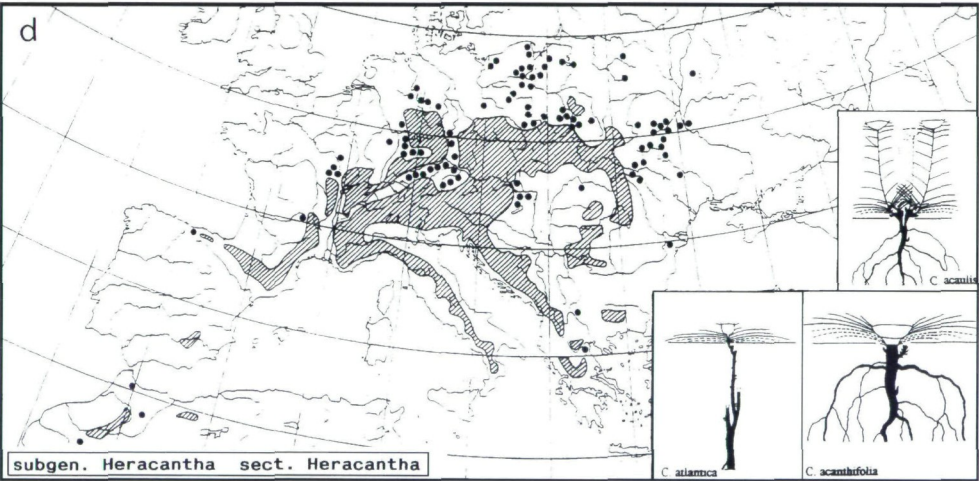 d
C. acaulis
C. atlantica
C. acanthifolia
subgen. Heracantha sect. Heracantha